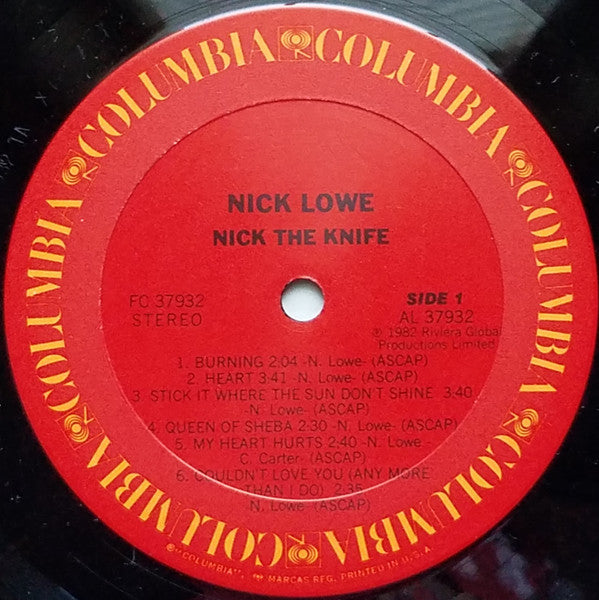 COLUMBIA COLUMBIA COLUMBIA COLUMBIA COLUMBIA COLUMBIA
NICK LOWE
NICK THE KNIFE
FC 37932
STEREO
SIDE 1
AL 37932
℗ 1982 Riviera Global
Productions Limited
1. BURNING 2:04 -N. Lowe- (ASCAP)
2. HEART 3:41 -N. Lowe- (ASCAP)
3. STICK IT WHERE THE SUN DON'T SHINE 3:40
-N. Lowe- (ASCAP)
4. QUEEN OF SHEBA 2:30 -N. Lowe- (ASCAP)
5. MY HEART HURTS 2:40 -N. Lowe -
C. Carter- (ASCAP)
6. COULDN'T LOVE YOU (ANY MORE
THAN I DO) 2:35
N. Lowe- (ASCAP)
"COLUMBIA", MARCAS REG. PRINTED IN U.S.A.